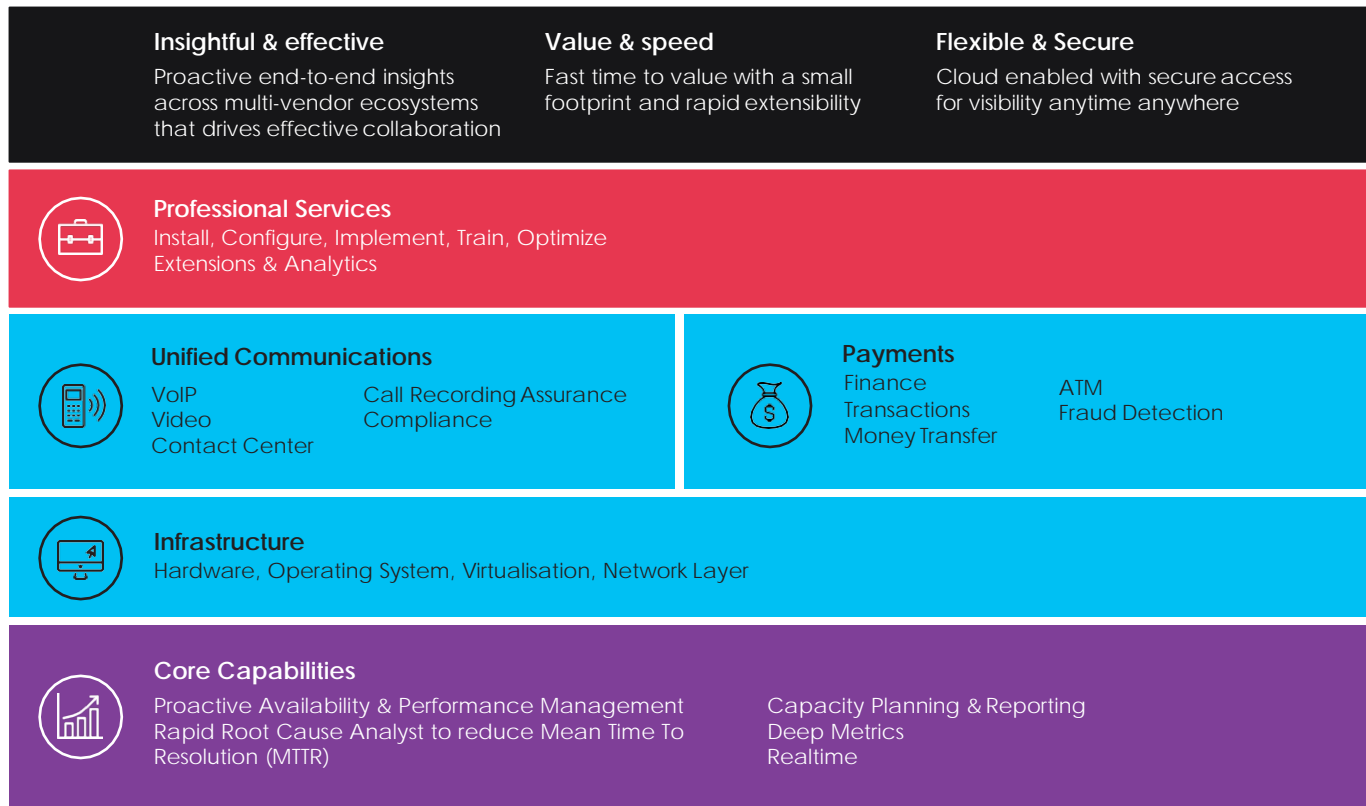 Insightful & effective
Proactive end-to-end insights
across multi-vendor ecosystems
that drives effective collaboration
Value & speed
Fast time to value with a small
footprint and rapid extensibility
Flexible & Secure
Cloud enabled with secure access
for visibility anytime anywhere
Professional Services
Install, Configure, Implement, Train, Optimize
Extensions & Analytics
Unified Communications
VoIP
Video
Contact Center
Call Recording Assurance
Compliance
Payments
Finance
Transactions
Money Transfer
ATM
Fraud Detection
$
Infrastructure
Hardware, Operating System, Virtualisation, Network Layer
Core Capabilities
Proactive Availability & Performance Management
Rapid Root Cause Analyst to reduce Mean Time To
Resolution (MTTR)
Capacity Planning & Reporting
Deep Metrics
Realtime